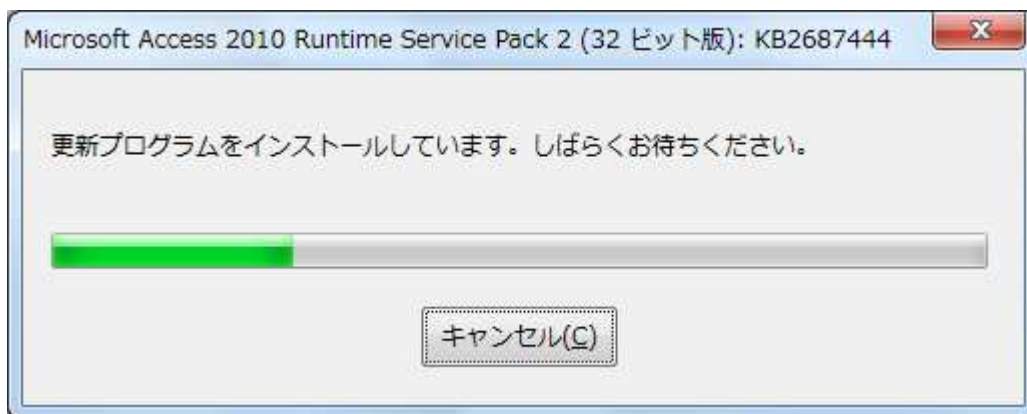 Microsoft Access 2010 Runtime Service Pack 2 (32 ビット版): KB2687444
更新プログラムをインストールしています。しばらくお待ちください。
キャンセル(C)